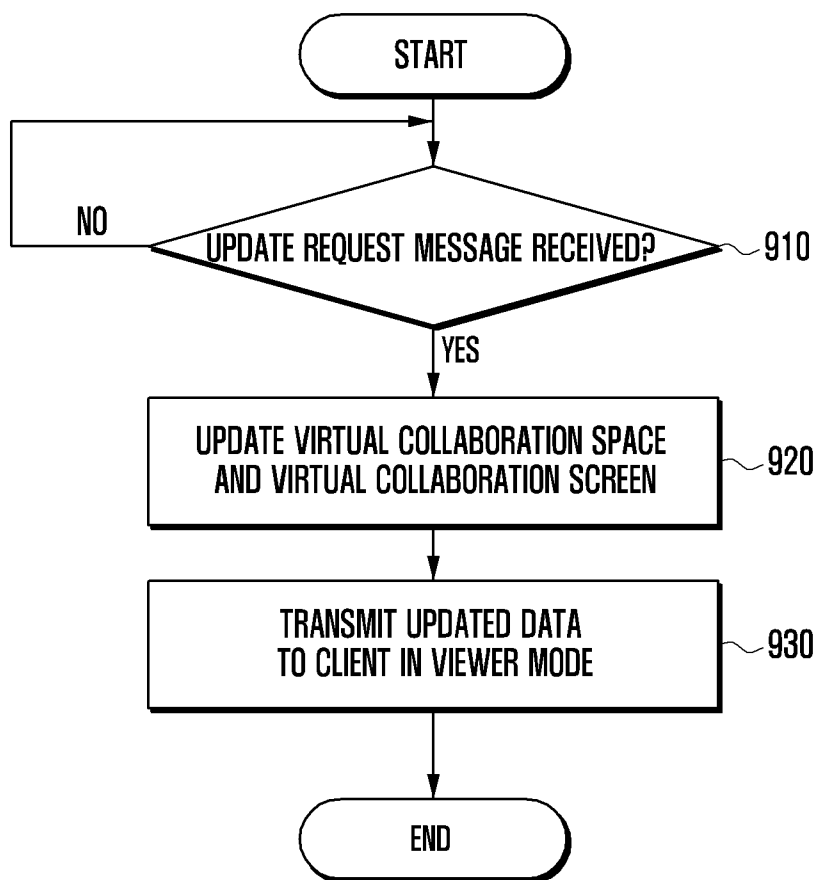 START
NO
UPDATE REQUEST MESSAGE RECEIVED?
910
YES
UPDATE VIRTUAL COLLABORATION SPACE
AND VIRTUAL COLLABORATION SCREEN
920
TRANSMIT UPDATED DATA
TO CLIENT IN VIEWER MODE
930
END